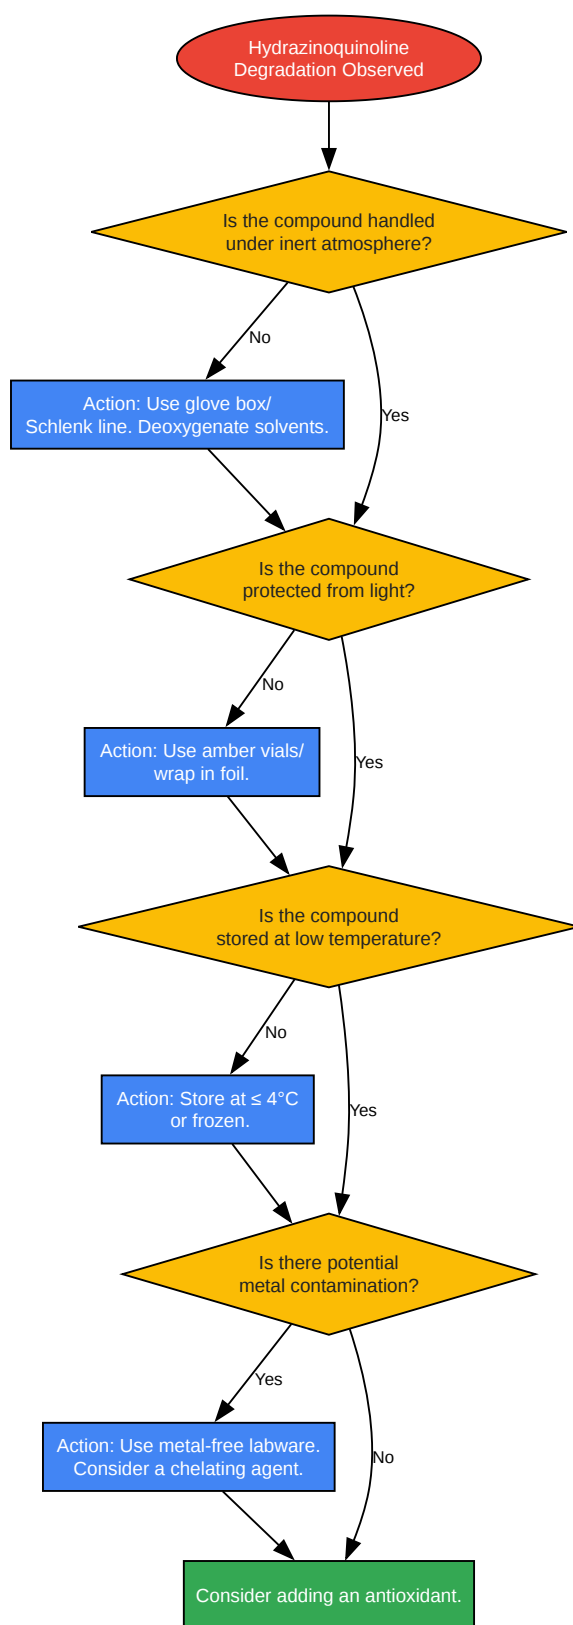 Hydrazinoquinoline
Degradation Observed
Is the compound handled
under inert atmosphere?
No
Action: Use glove box/
Schlenk line. Deoxygenate solvents.
Yes
Is the compound
protected from light?
No
Action: Use amber vials/
wrap in foil.
Yes
Is the compound
stored at low temperature?
No
Action: Store at ≤ 4°C
or frozen.
Yes
Is there potential
metal contamination?
Yes
Action: Use metal-free labware.
Consider a chelating agent.
No
Consider adding an antioxidant.